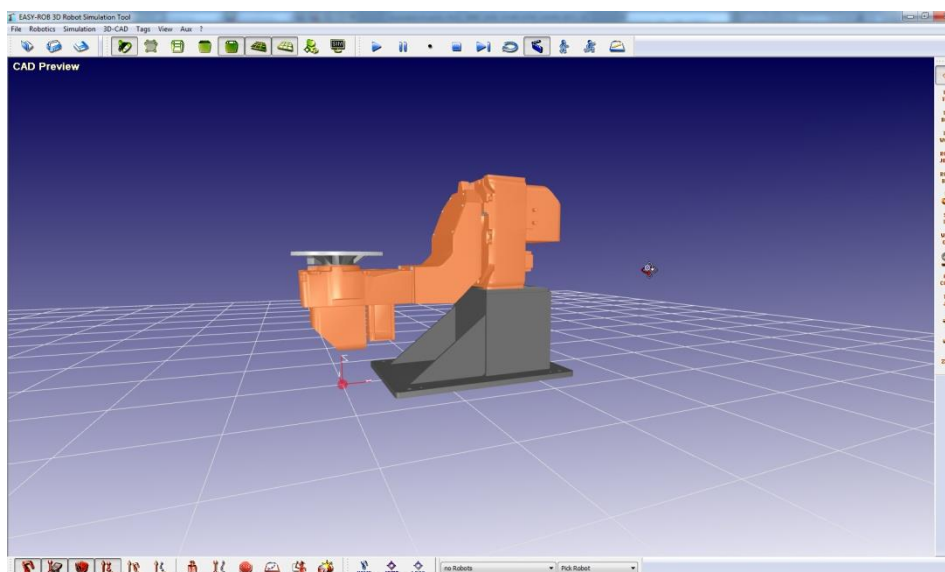 EASY-ROB 3D Robot Simulation Tool
File Robotics Simulation 3D-CAD Tags View Aux ?
CAD Preview
no Robots Pick Robot